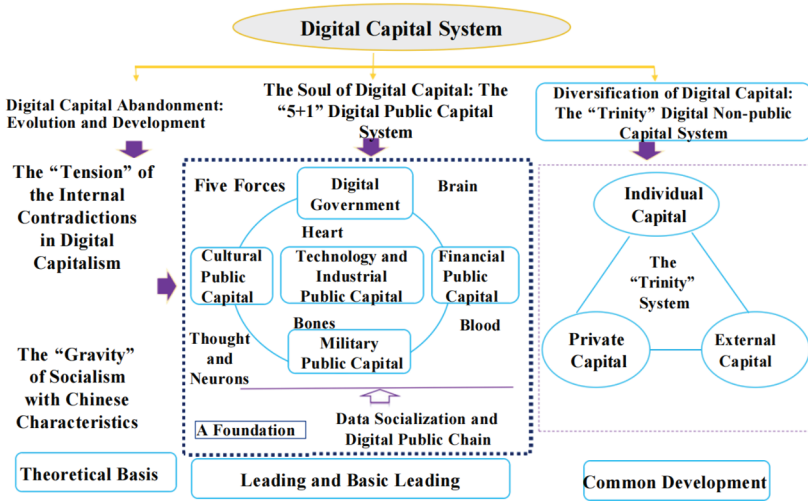 Digital Capital System
Digital Capital Abandonment:
Evolution and Development
The “Tension” of
the Internal
Contradictions
in Digital
Capitalism
The “Gravity”
of Socialism
with Chinese
Characteristics
Theoretical Basis
The Soul of Digital Capital: The
“5+1” Digital Public Capital
System
Five Forces
Digital
Government
Brain
Heart
Cultural
Public
Capital
Technology and
Industrial
Public Capital
Financial
Public
Capital
Thought
and
Neurons
Bones
Military
Public Capital
Blood
A Foundation
Data Socialization and
Digital Public Chain
Leading and Basic Leading
Diversification of Digital Capital:
The “Trinity” Digital Non-public
Capital System
Individual
Capital
The
“Trinity”
System
Private
Capital
External
Capital
Common Development